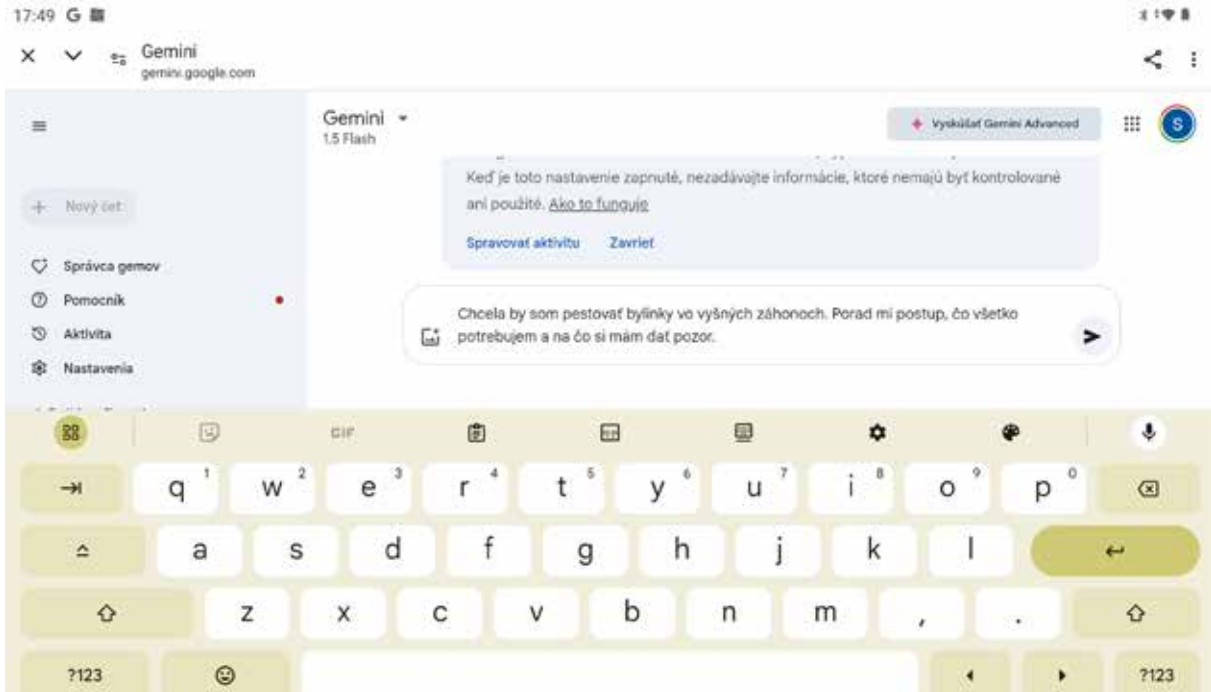 17:49 G
Gemini
gemini.google.com
Gemini
1.5 Flash
Vyskúšať Gemini Advanced
S
Keď je toto nastavenie zapnuté, nezadávajte informácie, ktoré nemajú byť kontrolované
ani použité. Ako to funguje
Spravovať aktivitu Zavrieť
+ Nový čet
Správca gemov
Pomocník
Aktivita
Nastavenia
Chcela by som pestovať bylinky vo vyšných záhonoch. Porad mi postup, čo všetko
potrebujem a na čo si mám dať pozor.
GIF
q 1 w 2 e 3 r 4 t 5 y 6 u 7 i 8 o 9 p 0
a s d f g h j k l
z x c v b n m , .
?123 ?123